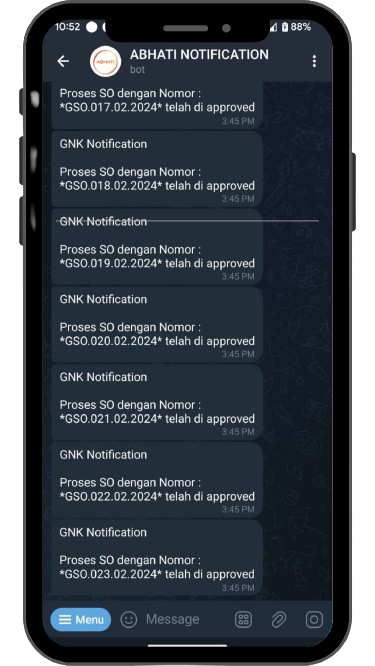 10:52
88%
ABHATI
ABHATI NOTIFICATION
bot
Proses SO dengan Nomor :
*GSO.017.02.2024* telah di approved
3:45 PM
GNK Notification
Proses SO dengan Nomor :
*GSO.018.02.2024* telah di approved
3:45 PM
GNK Notification
Proses SO dengan Nomor :
*GSO.019.02.2024* telah di approved
3:45 PM
GNK Notification
Proses SO dengan Nomor :
*GSO.020.02.2024* telah di approved
3:45 PM
GNK Notification
Proses SO dengan Nomor :
*GSO.021.02.2024* telah di approved
3:45 PM
GNK Notification
Proses SO dengan Nomor :
*GSO.022.02.2024* telah di approved
3:45 PM
GNK Notification
Proses SO dengan Nomor :
*GSO.023.02.2024* telah di approved
3:45 PM
Menu
Message